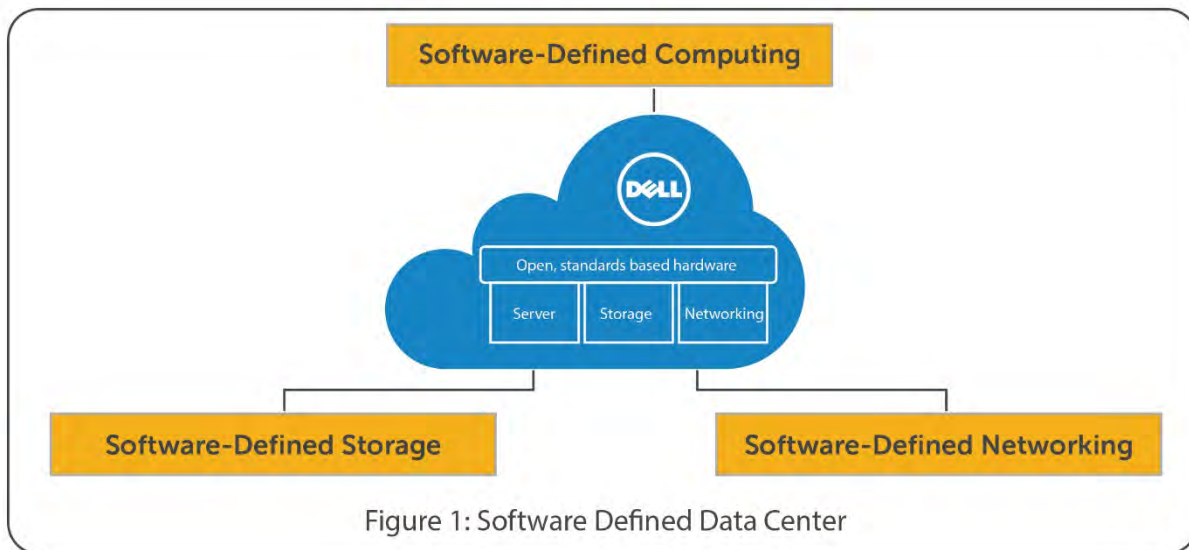 Software-Defined Computing
DELL
Open, standards based hardware
Server
Storage
Networking
Software-Defined Storage
Software-Defined Networking
Figure 1: Software Defined Data Center